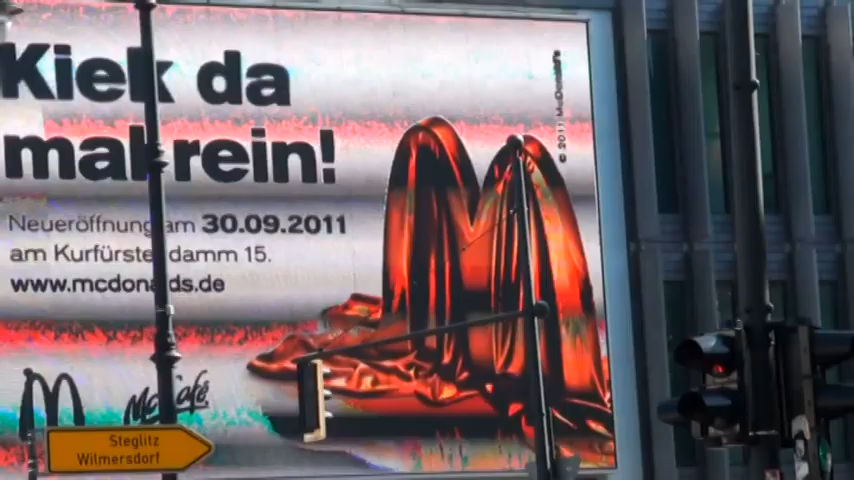 Kiek da
mal rein!
Neueröffnung am 30.09.2011
am Kurfürstendamm 15.
www.mcdonalds.de
© 2011 McDonald's
McCafé
Steglitz
Wilmersdorf